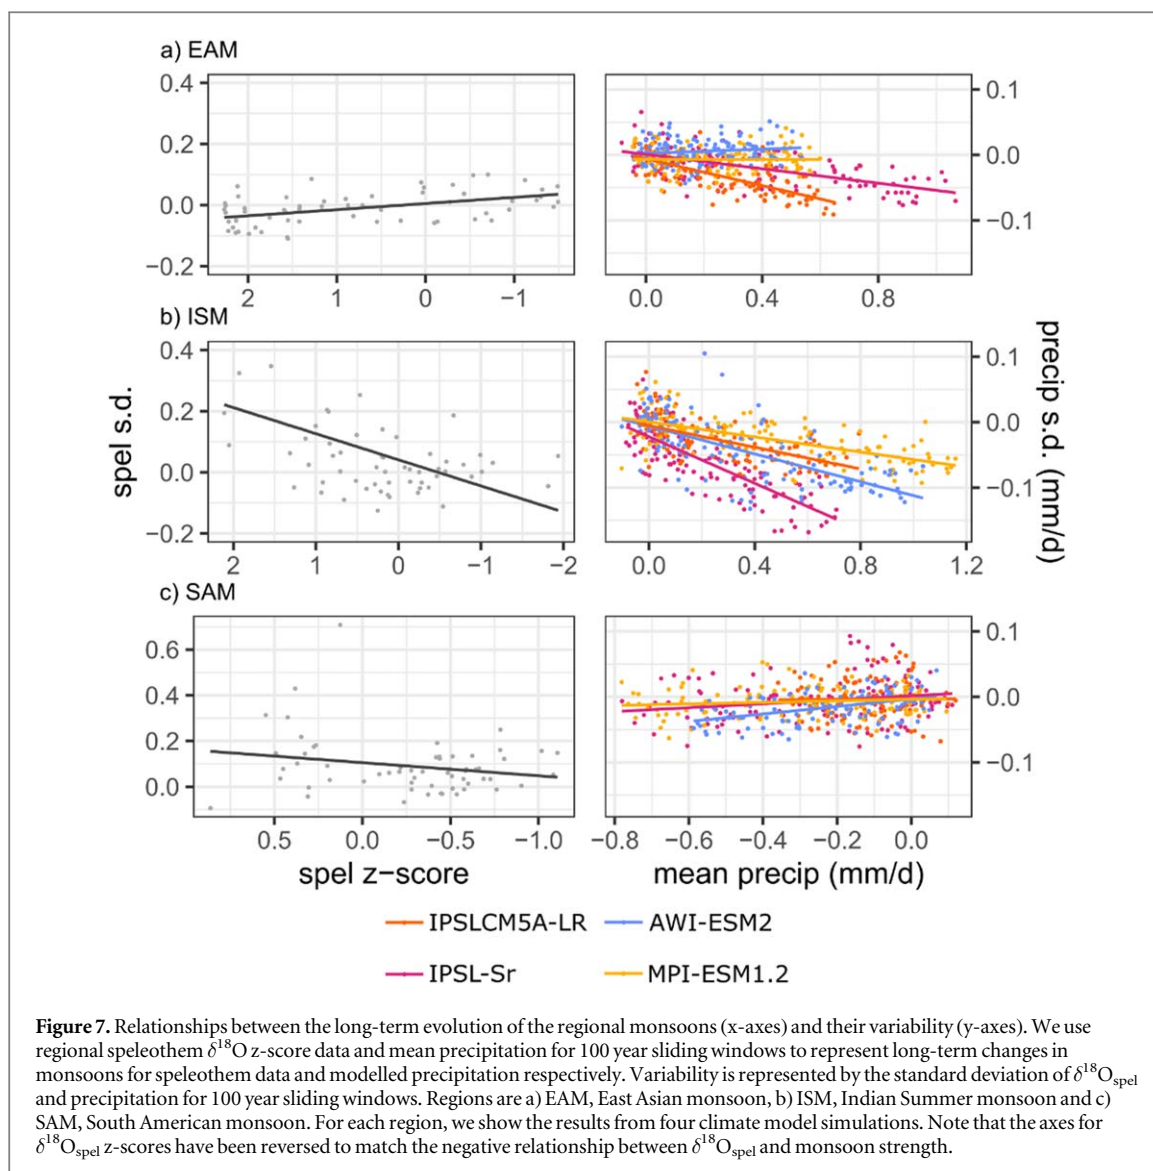 a) EAM
0.4
0.2
0.0
−0.2
2 1 0 −1
0.1
0.0
−0.1
0.0 0.4 0.8
b) ISM
0.4
0.2
0.0
−0.2
2 1 0 −1 −2
0.1
0.0
−0.1
0.0 0.4 0.8 1.2
spel s.d.
precip s.d. (mm/d)
c) SAM
0.6
0.4
0.2
0.0
0.5 0.0 −0.5 −1.0
0.1
0.0
−0.1
−0.8 −0.6 −0.4 −0.2 0.0
spel z−score
mean precip (mm/d)
IPSLCM5A-LR AWI-ESM2
IPSL-Sr MPI-ESM1.2
Figure 7. Relationships between the long-term evolution of the regional monsoons (x-axes) and their variability (y-axes). We use
regional speleothem δ¹⁸O z-score data and mean precipitation for 100 year sliding windows to represent long-term changes in
monsoons for speleothem data and modelled precipitation respectively. Variability is represented by the standard deviation of δ¹⁸Oₛₚₑₗ
and precipitation for 100 year sliding windows. Regions are a) EAM, East Asian monsoon, b) ISM, Indian Summer monsoon and c)
SAM, South American monsoon. For each region, we show the results from four climate model simulations. Note that the axes for
δ¹⁸Oₛₚₑₗ z-scores have been reversed to match the negative relationship between δ¹⁸Oₛₚₑₗ and monsoon strength.